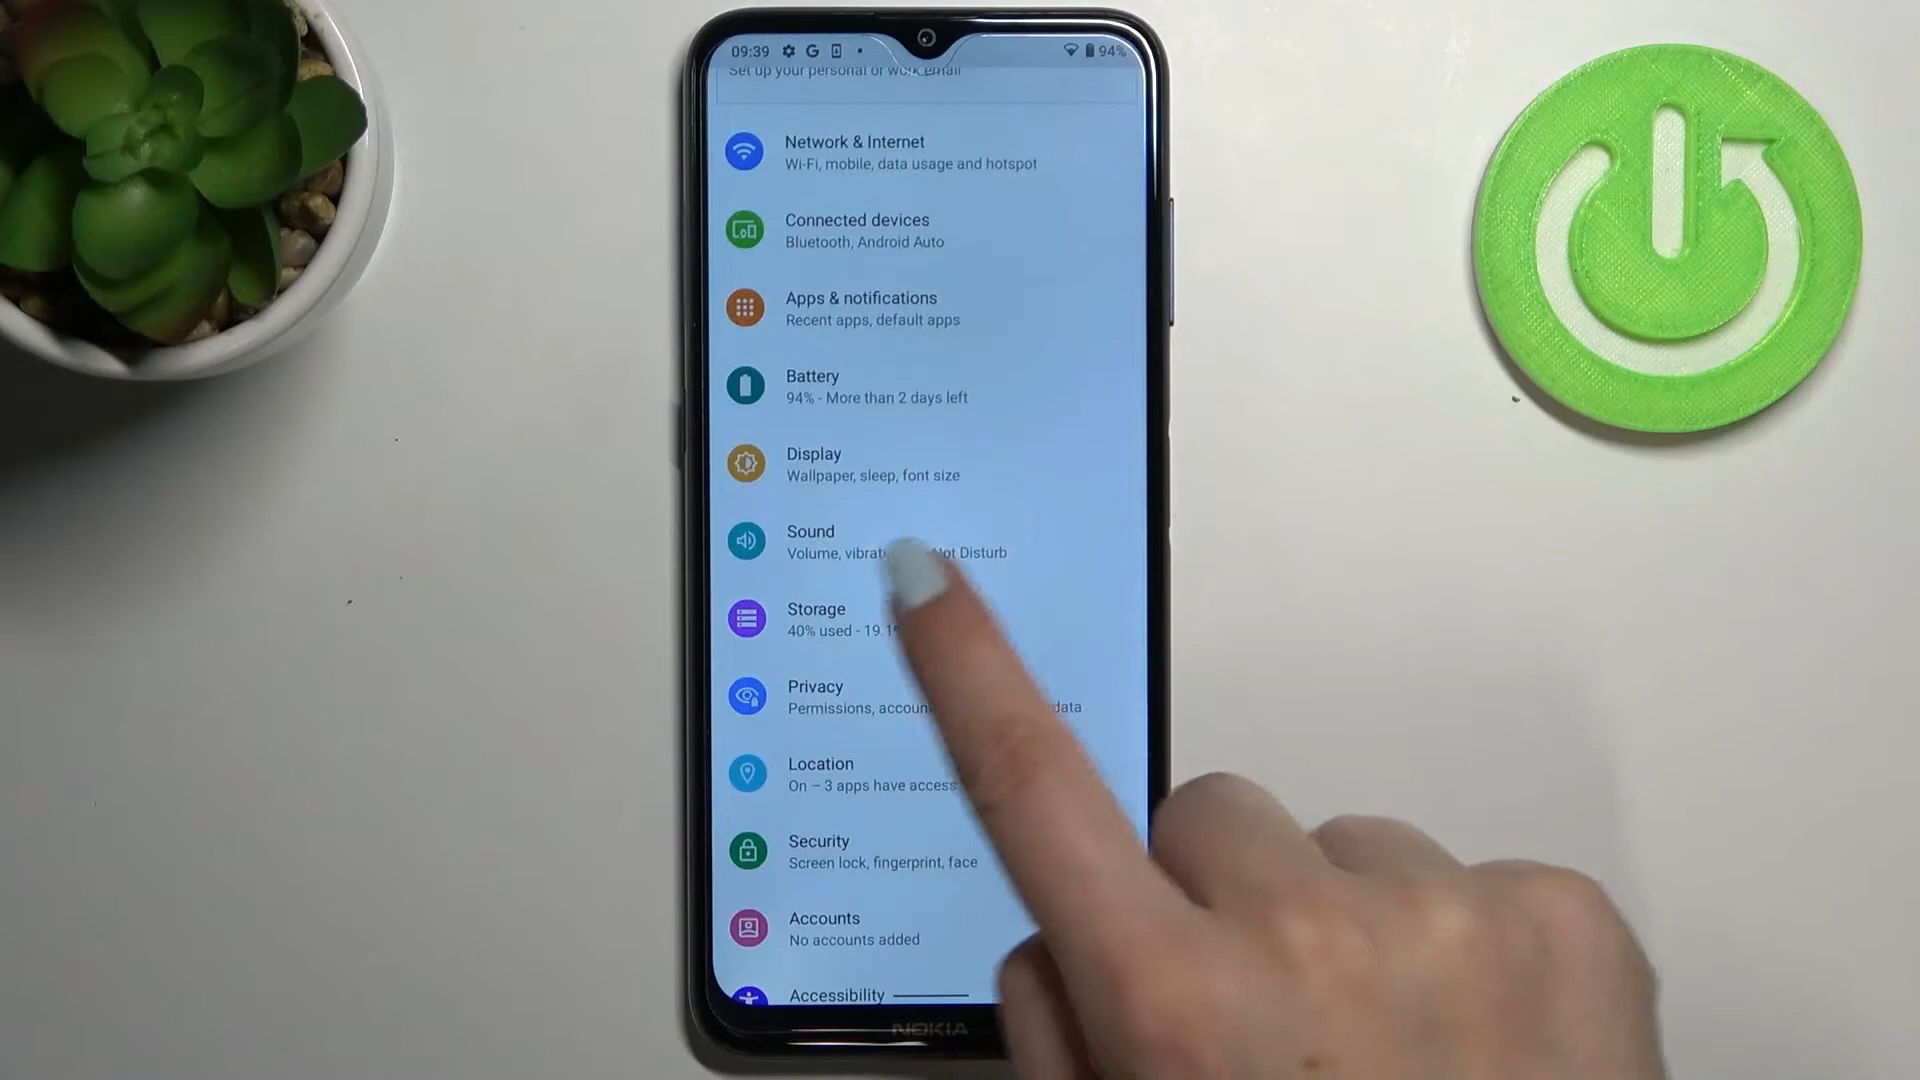 09:39 G 94%
Set up your personal or work email
Network & Internet
Wi-Fi, mobile, data usage and hotspot
Connected devices
Bluetooth, Android Auto
Apps & notifications
Recent apps, default apps
Battery
94% - More than 2 days left
Display
Wallpaper, sleep, font size
Sound
Volume, Not Disturb
Storage
40% used -
Privacy
Permissions, data
Location
On – 3 apps have access
Security
Screen lock, fingerprint, face
Accounts
No accounts added
Accessibility
NOKIA